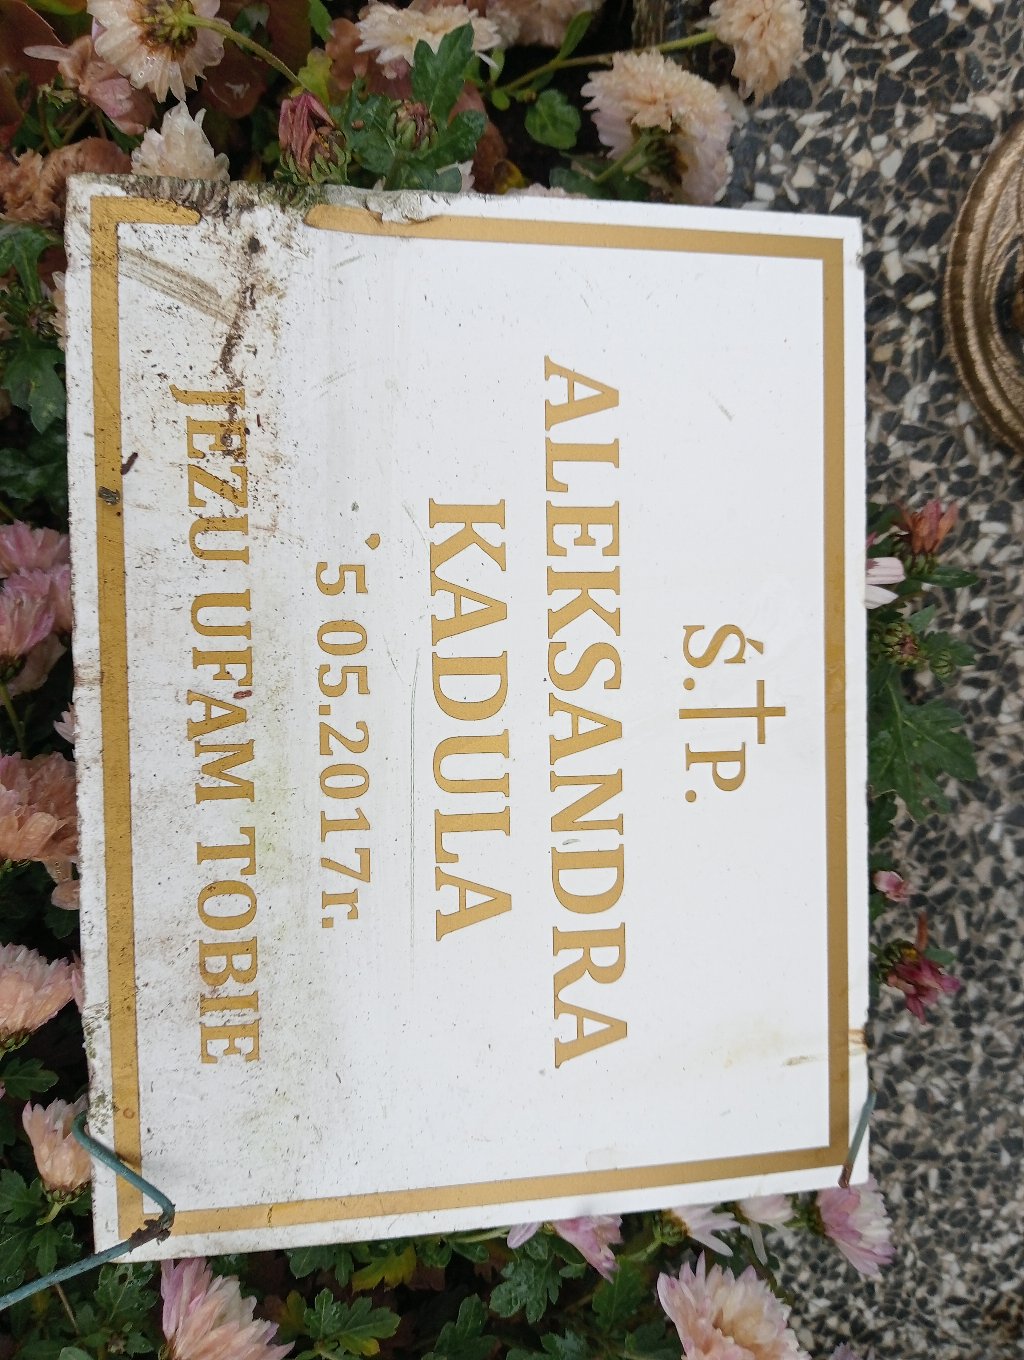 Ś.†P.
ALEKSANDRA
KADULA
5 05.2017r.
JEZU UFAM TOBIE